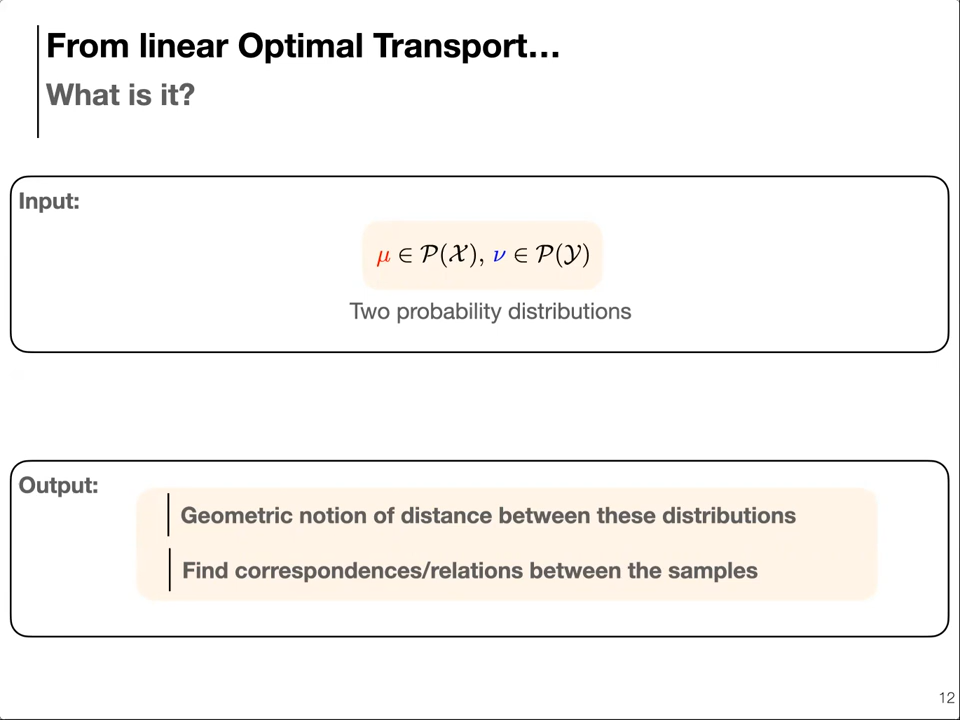 From linear Optimal Transport…
What is it?
Input:
μ ∈ 𝒫(𝒳), ν ∈ 𝒫(𝒴)
Two probability distributions
Output:
Geometric notion of distance between these distributions
Find correspondences/relations between the samples
12